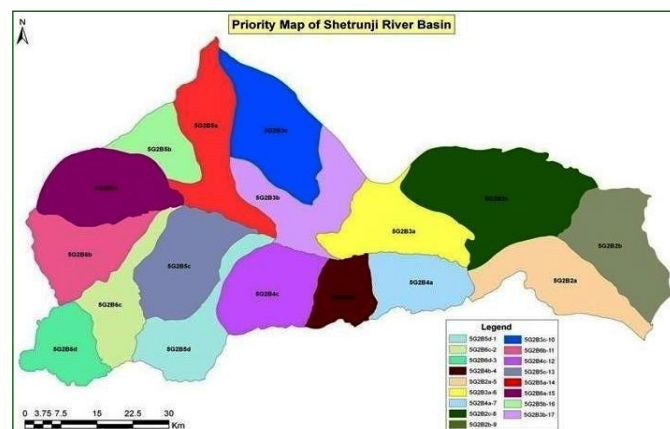 Priority Map of Shetrunji River Basin
N
5G2B5a
5G2B3c
5G2B5b
5G2B3b
5G2B3a
5G2B2b
5G2B6b
5G2B5c
5G2B2a
5G2B4a
5G2B4c
5G2B6c
5G2B6d
5G2B5d
Legend
5G2B5d-1
5G2B6c-2
5G2B6d-3
5G2B4b-4
5G2B2a-5
5G2B3a-6
5G2B4a-7
5G2B2c-8
5G2B2b-9
5G2B3c-10
5G2B6b-11
5G2B4c-12
5G2B5c-13
5G2B5a-14
5G2B6a-15
5G2B5b-16
5G2B3b-17
0 3.75 7.5 15 22.5 30
Km